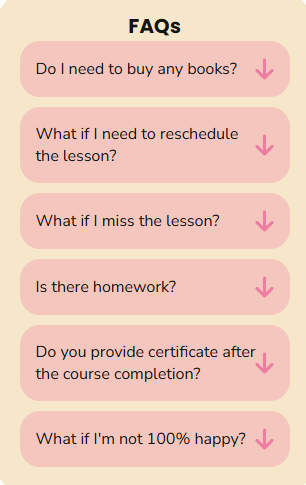 FAQs
Do I need to buy any books?
What if I need to reschedule
the lesson?
What if I miss the lesson?
Is there homework?
Do you provide certificate after
the course completion?
What if I'm not 100% happy?